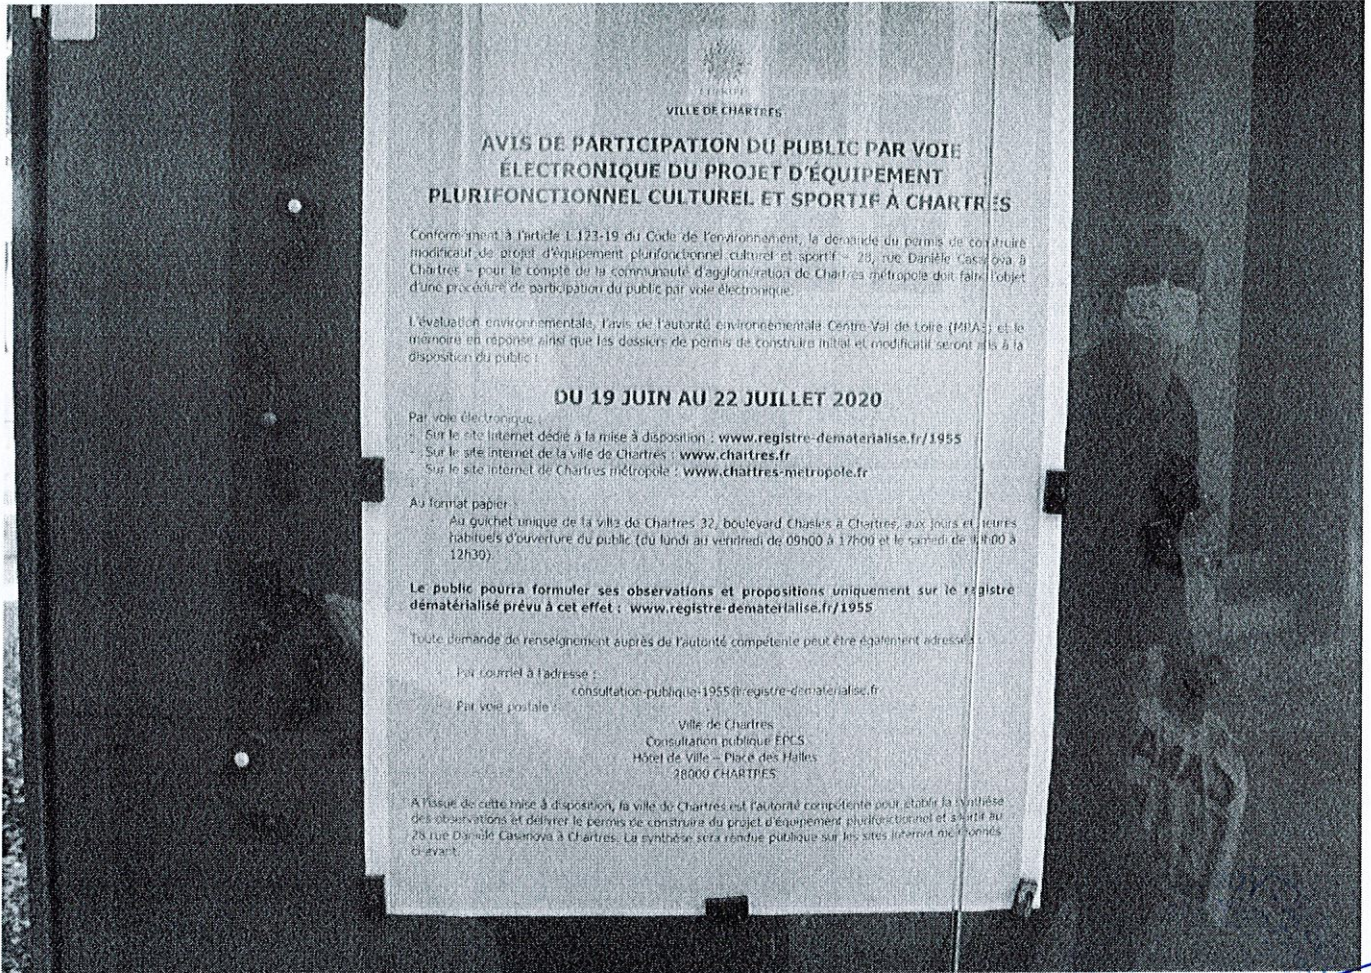 CHARTRES
VILLE DE CHARTRES
AVIS DE PARTICIPATION DU PUBLIC PAR VOIE
ÉLECTRONIQUE DU PROJET D'ÉQUIPEMENT
PLURIFONCTIONNEL CULTUREL ET SPORTIF À CHARTRES
Conformément à l'article L 123-19 du Code de l'environnement, la demande du permis de construire
modificatif de projet d'équipement plurifonctionnel culturel et sportif – 28, rue Danièle Casanova à
Chartres – pour le compte de la communauté d'agglomération de Chartres métropole doit faire l'objet
d'une procédure de participation du public par voie électronique.
L'évaluation environnementale, l'avis de l'autorité environnementale Centre-Val de Loire (MRAE) et le
mémoire en réponse ainsi que les dossiers de permis de construire initial et modificatif seront mis à la
disposition du public :
DU 19 JUIN AU 22 JUILLET 2020
Par voie électronique :
- Sur le site internet dédié à la mise à disposition : www.registre-dematerialise.fr/1955
- Sur le site internet de la ville de Chartres : www.chartres.fr
- Sur le site internet de Chartres métropole : www.chartres-metropole.fr
Au format papier :
- Au guichet unique de la ville de Chartres 32, boulevard Chasles à Chartres, aux jours et heures
habituels d'ouverture du public (du lundi au vendredi de 09h00 à 17h00 et le samedi de 09h00 à
12h30).
Le public pourra formuler ses observations et propositions uniquement sur le registre
dématérialisé prévu à cet effet : www.registre-dematerialise.fr/1955
Toute demande de renseignement auprès de l'autorité compétente peut être également adressée :
- Par courriel à l'adresse :
consultation-publique-1955@registre-dematerialise.fr
- Par voie postale :
Ville de Chartres
Consultation publique EPCS
Hôtel de Ville – Place des Halles
28000 CHARTRES
A l'issue de cette mise à disposition, la ville de Chartres est l'autorité compétente pour établir la synthèse
des observations et délivrer le permis de construire du projet d'équipement plurifonctionnel et sportif au
28 rue Danièle Casanova à Chartres. La synthèse sera rendue publique sur les sites internet mentionnés
ci-avant.